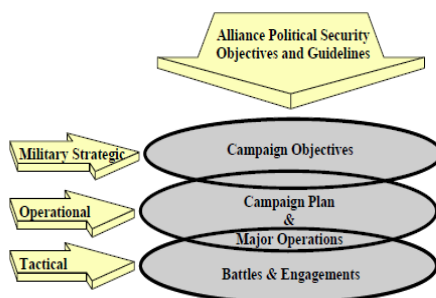 Alliance Political Security
Objectives and Guidelines
Military Strategic
Campaign Objectives
Operational
Campaign Plan
&
Major Operations
Tactical
Battles & Engagements